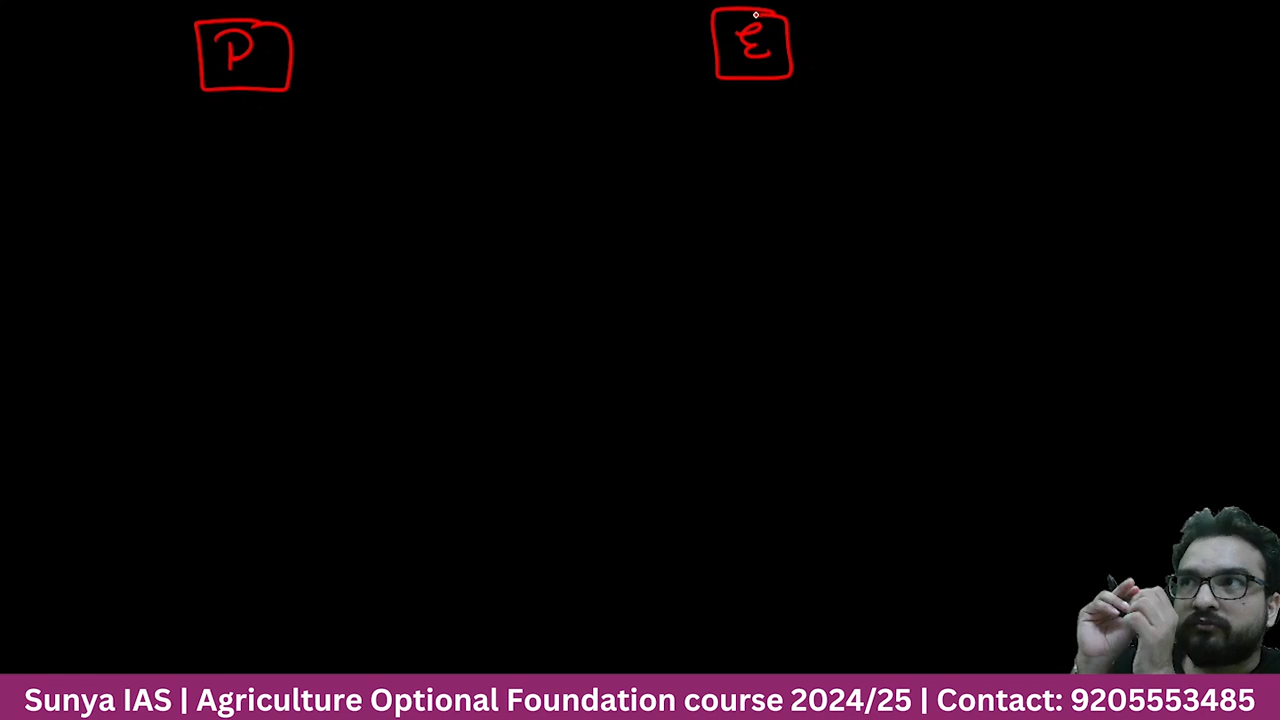 P
E
Sunya IAS | Agriculture Optional Foundation course 2024/25 | Contact: 9205553485